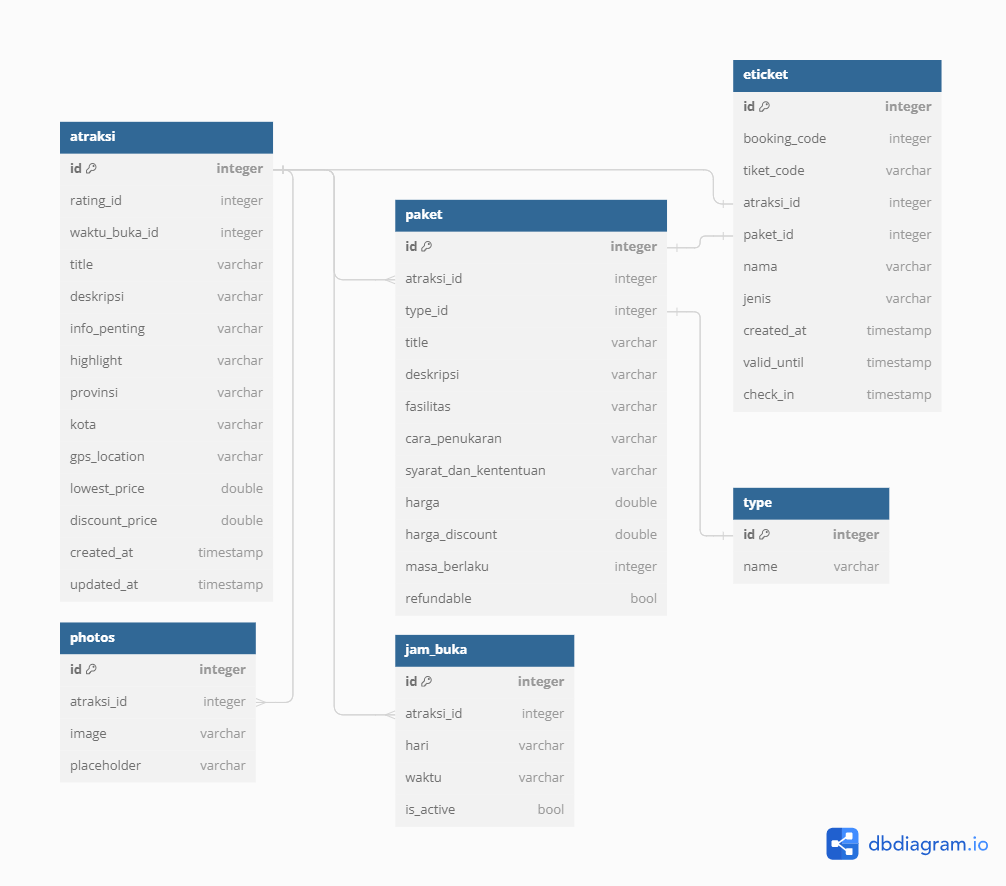 atraksi
id integer
rating_id integer
waktu_buka_id integer
title varchar
deskripsi varchar
info_penting varchar
highlight varchar
provinsi varchar
kota varchar
gps_location varchar
lowest_price double
discount_price double
created_at timestamp
updated_at timestamp
photos
id integer
atraksi_id integer
image varchar
placeholder varchar
paket
id integer
atraksi_id integer
type_id integer
title varchar
deskripsi varchar
fasilitas varchar
cara_penukaran varchar
syarat_dan_kententuan varchar
harga double
harga_discount double
masa_berlaku integer
refundable bool
jam_buka
id integer
atraksi_id integer
hari varchar
waktu varchar
is_active bool
eticket
id integer
booking_code integer
tiket_code varchar
atraksi_id integer
paket_id integer
nama varchar
jenis varchar
created_at timestamp
valid_until timestamp
check_in timestamp
type
id integer
name varchar
dbdiagram.io